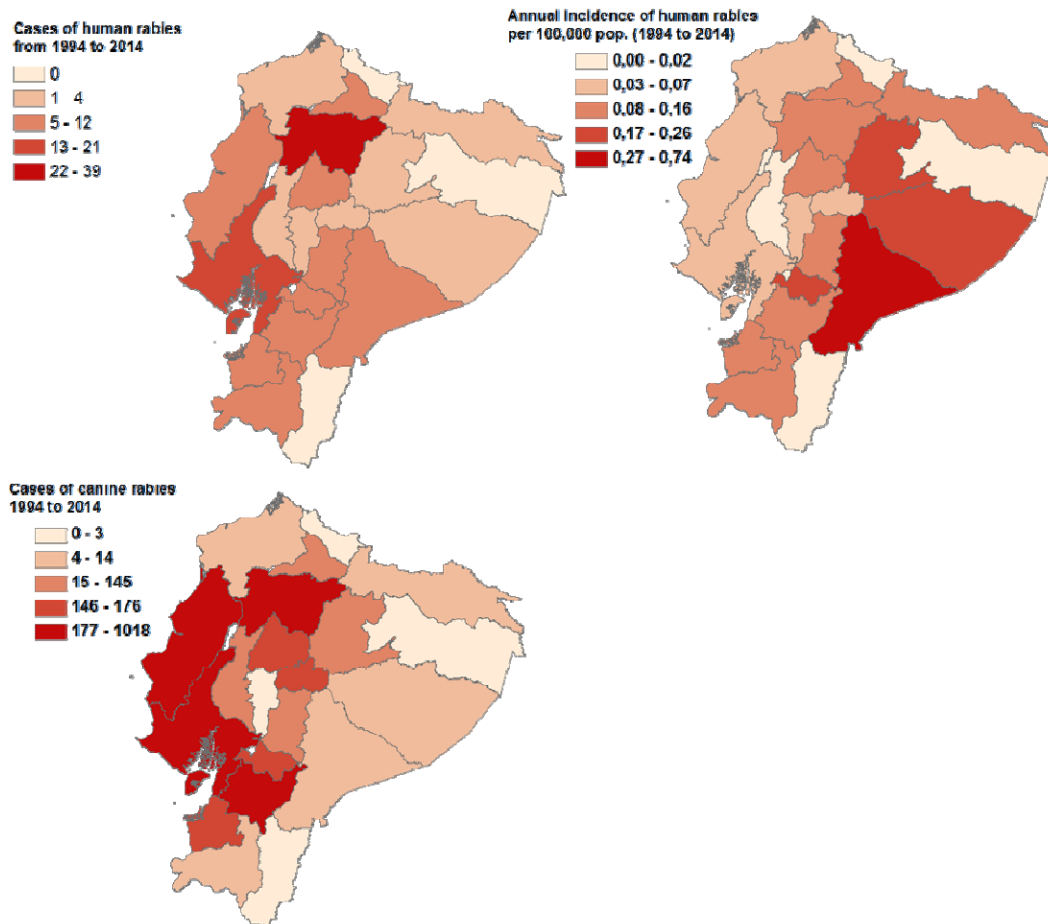 Cases of human rabies
from 1994 to 2014
0
1 4
5 - 12
13 - 21
22 - 39
Annual Incidence of human rabies
per 100,000 pop. (1994 to 2014)
0,00 - 0,02
0,03 - 0,07
0,08 - 0,16
0,17 - 0,26
0,27 - 0,74
Cases of canine rabies
1994 to 2014
0 - 3
4 - 14
15 - 145
146 - 176
177 - 1018